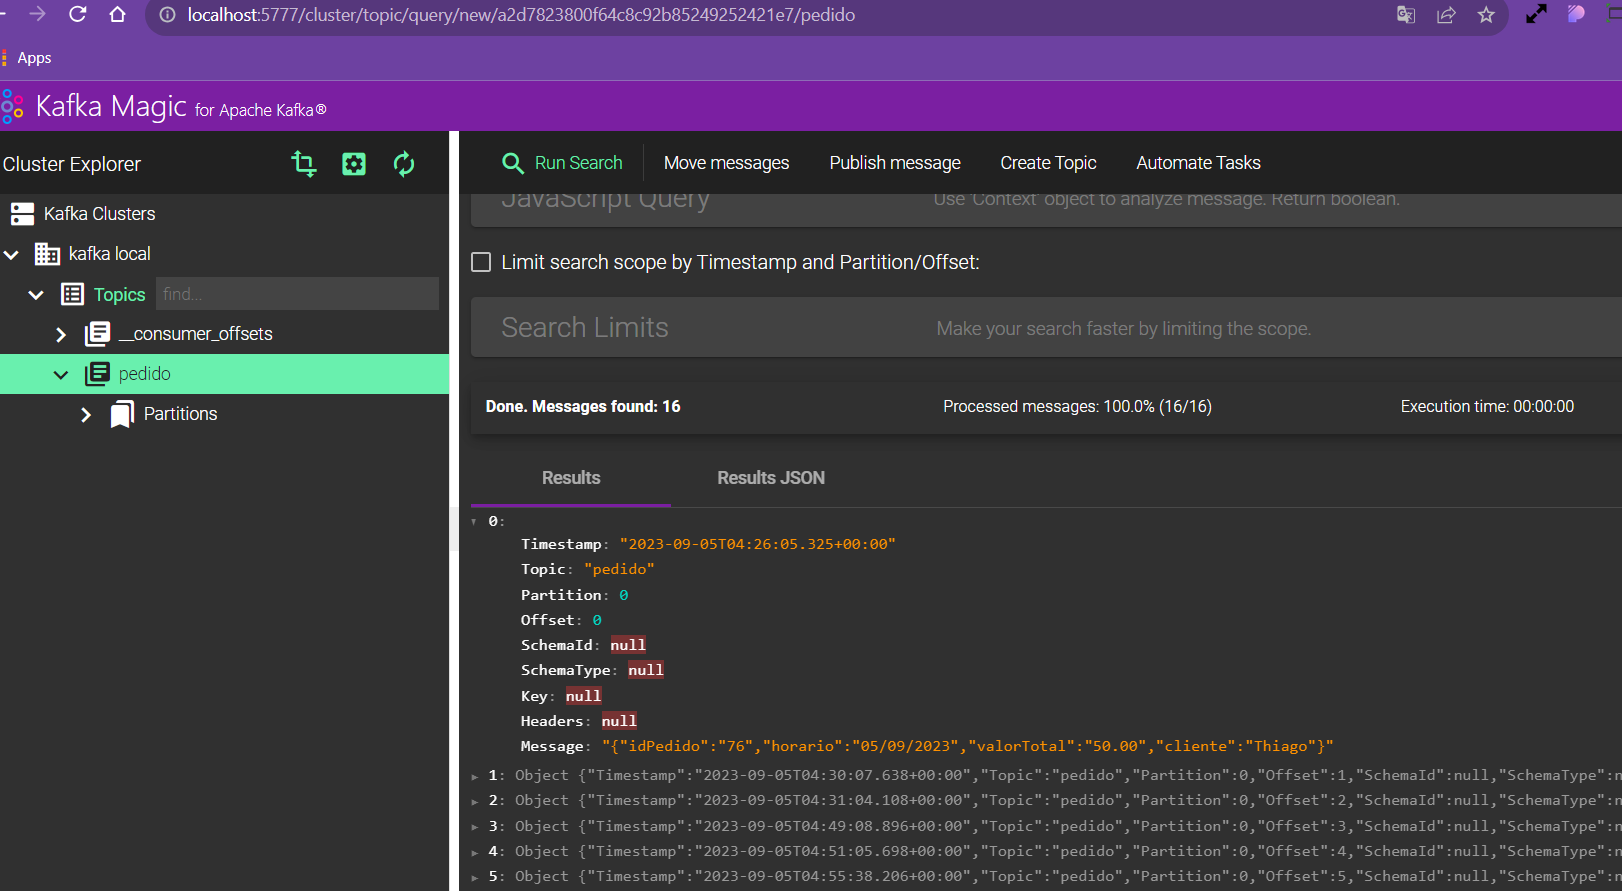 localhost:5777/cluster/topic/query/new/a2d7823800f64c8c92b85249252421e7/pedido
Apps
Kafka Magic for Apache Kafka®
Cluster Explorer
Run Search
Move messages
Publish message
Create Topic
Automate Tasks
Kafka Clusters
kafka local
Topics
find...
__consumer_offsets
pedido
Partitions
JavaScript Query
Use 'Context' object to analyze message. Return boolean.
Limit search scope by Timestamp and Partition/Offset:
Search Limits
Make your search faster by limiting the scope.
Done. Messages found: 16
Processed messages: 100.0% (16/16)
Execution time: 00:00:00
Results
Results JSON
0:
Timestamp: "2023-09-05T04:26:05.325+00:00"
Topic: "pedido"
Partition: 0
Offset: 0
SchemaId: null
SchemaType: null
Key: null
Headers: null
Message: "{"idPedido":"76","horario":"05/09/2023","valorTotal":"50.00","cliente":"Thiago"}"
1: Object {"Timestamp":"2023-09-05T04:30:07.638+00:00","Topic":"pedido","Partition":0,"Offset":1,"SchemaId":null,"SchemaType":n
2: Object {"Timestamp":"2023-09-05T04:31:04.108+00:00","Topic":"pedido","Partition":0,"Offset":2,"SchemaId":null,"SchemaType":n
3: Object {"Timestamp":"2023-09-05T04:49:08.896+00:00","Topic":"pedido","Partition":0,"Offset":3,"SchemaId":null,"SchemaType":n
4: Object {"Timestamp":"2023-09-05T04:51:05.698+00:00","Topic":"pedido","Partition":0,"Offset":4,"SchemaId":null,"SchemaType":n
5: Object {"Timestamp":"2023-09-05T04:55:38.206+00:00","Topic":"pedido","Partition":0,"Offset":5,"SchemaId":null,"SchemaType":n